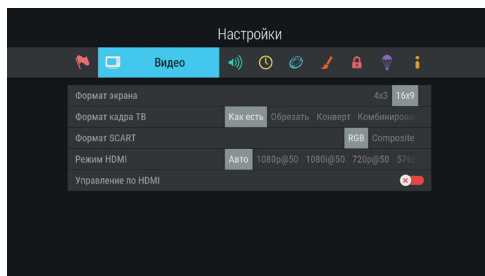 Настройки
Видео
Формат экрана 4x3 16x9
Формат кадра ТВ Как есть Обрезать Конверт
Формат SCART RGB Composite
Режим HDMI Авто 1080p@50 1080i@50 720p@50
Управление по HDMI